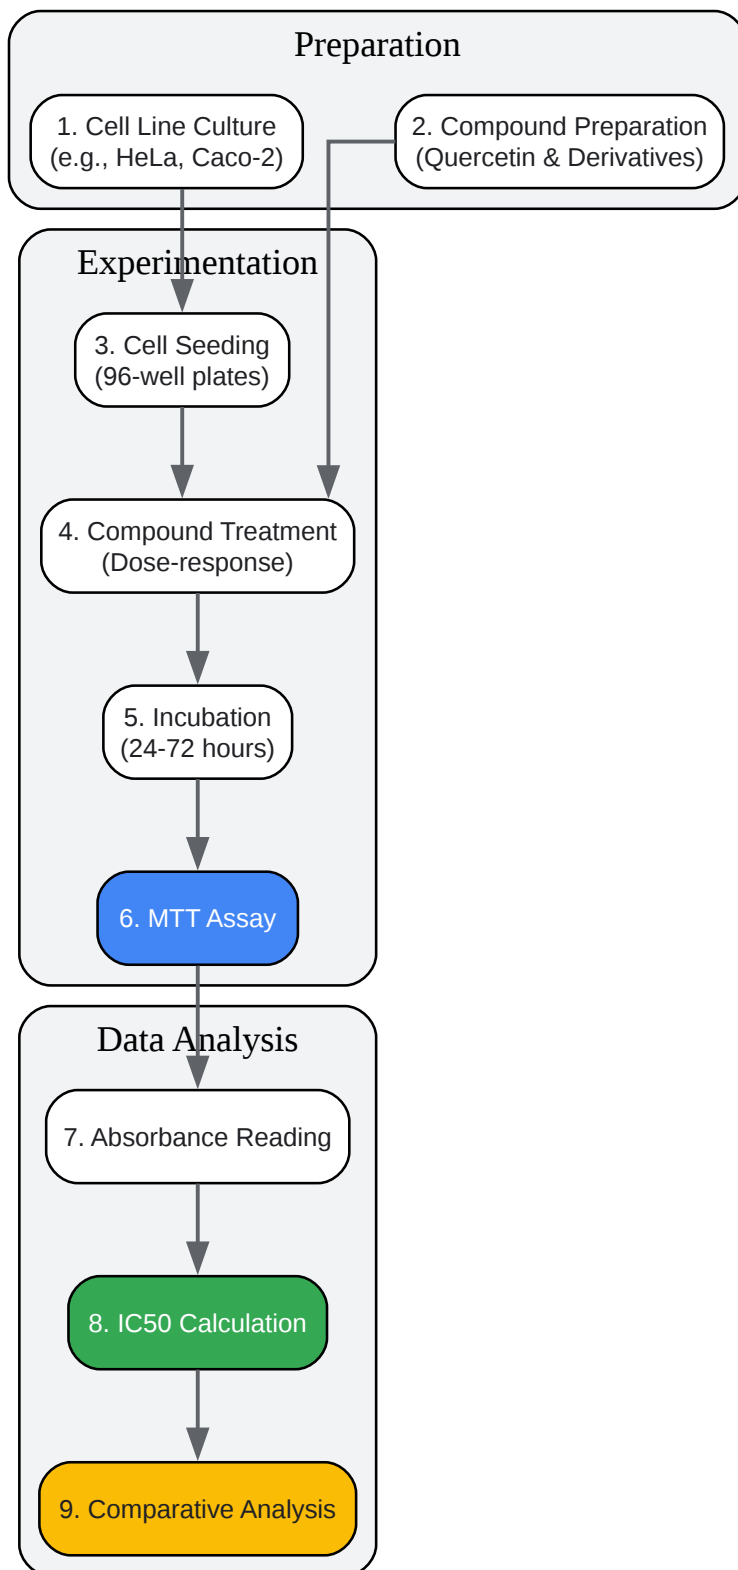 Preparation
1. Cell Line Culture
(e.g., HeLa, Caco-2)
2. Compound Preparation
(Quercetin & Derivatives)
Experimentation
3. Cell Seeding
(96-well plates)
4. Compound Treatment
(Dose-response)
5. Incubation
(24-72 hours)
6. MTT Assay
Data Analysis
7. Absorbance Reading
8. IC50 Calculation
9. Comparative Analysis